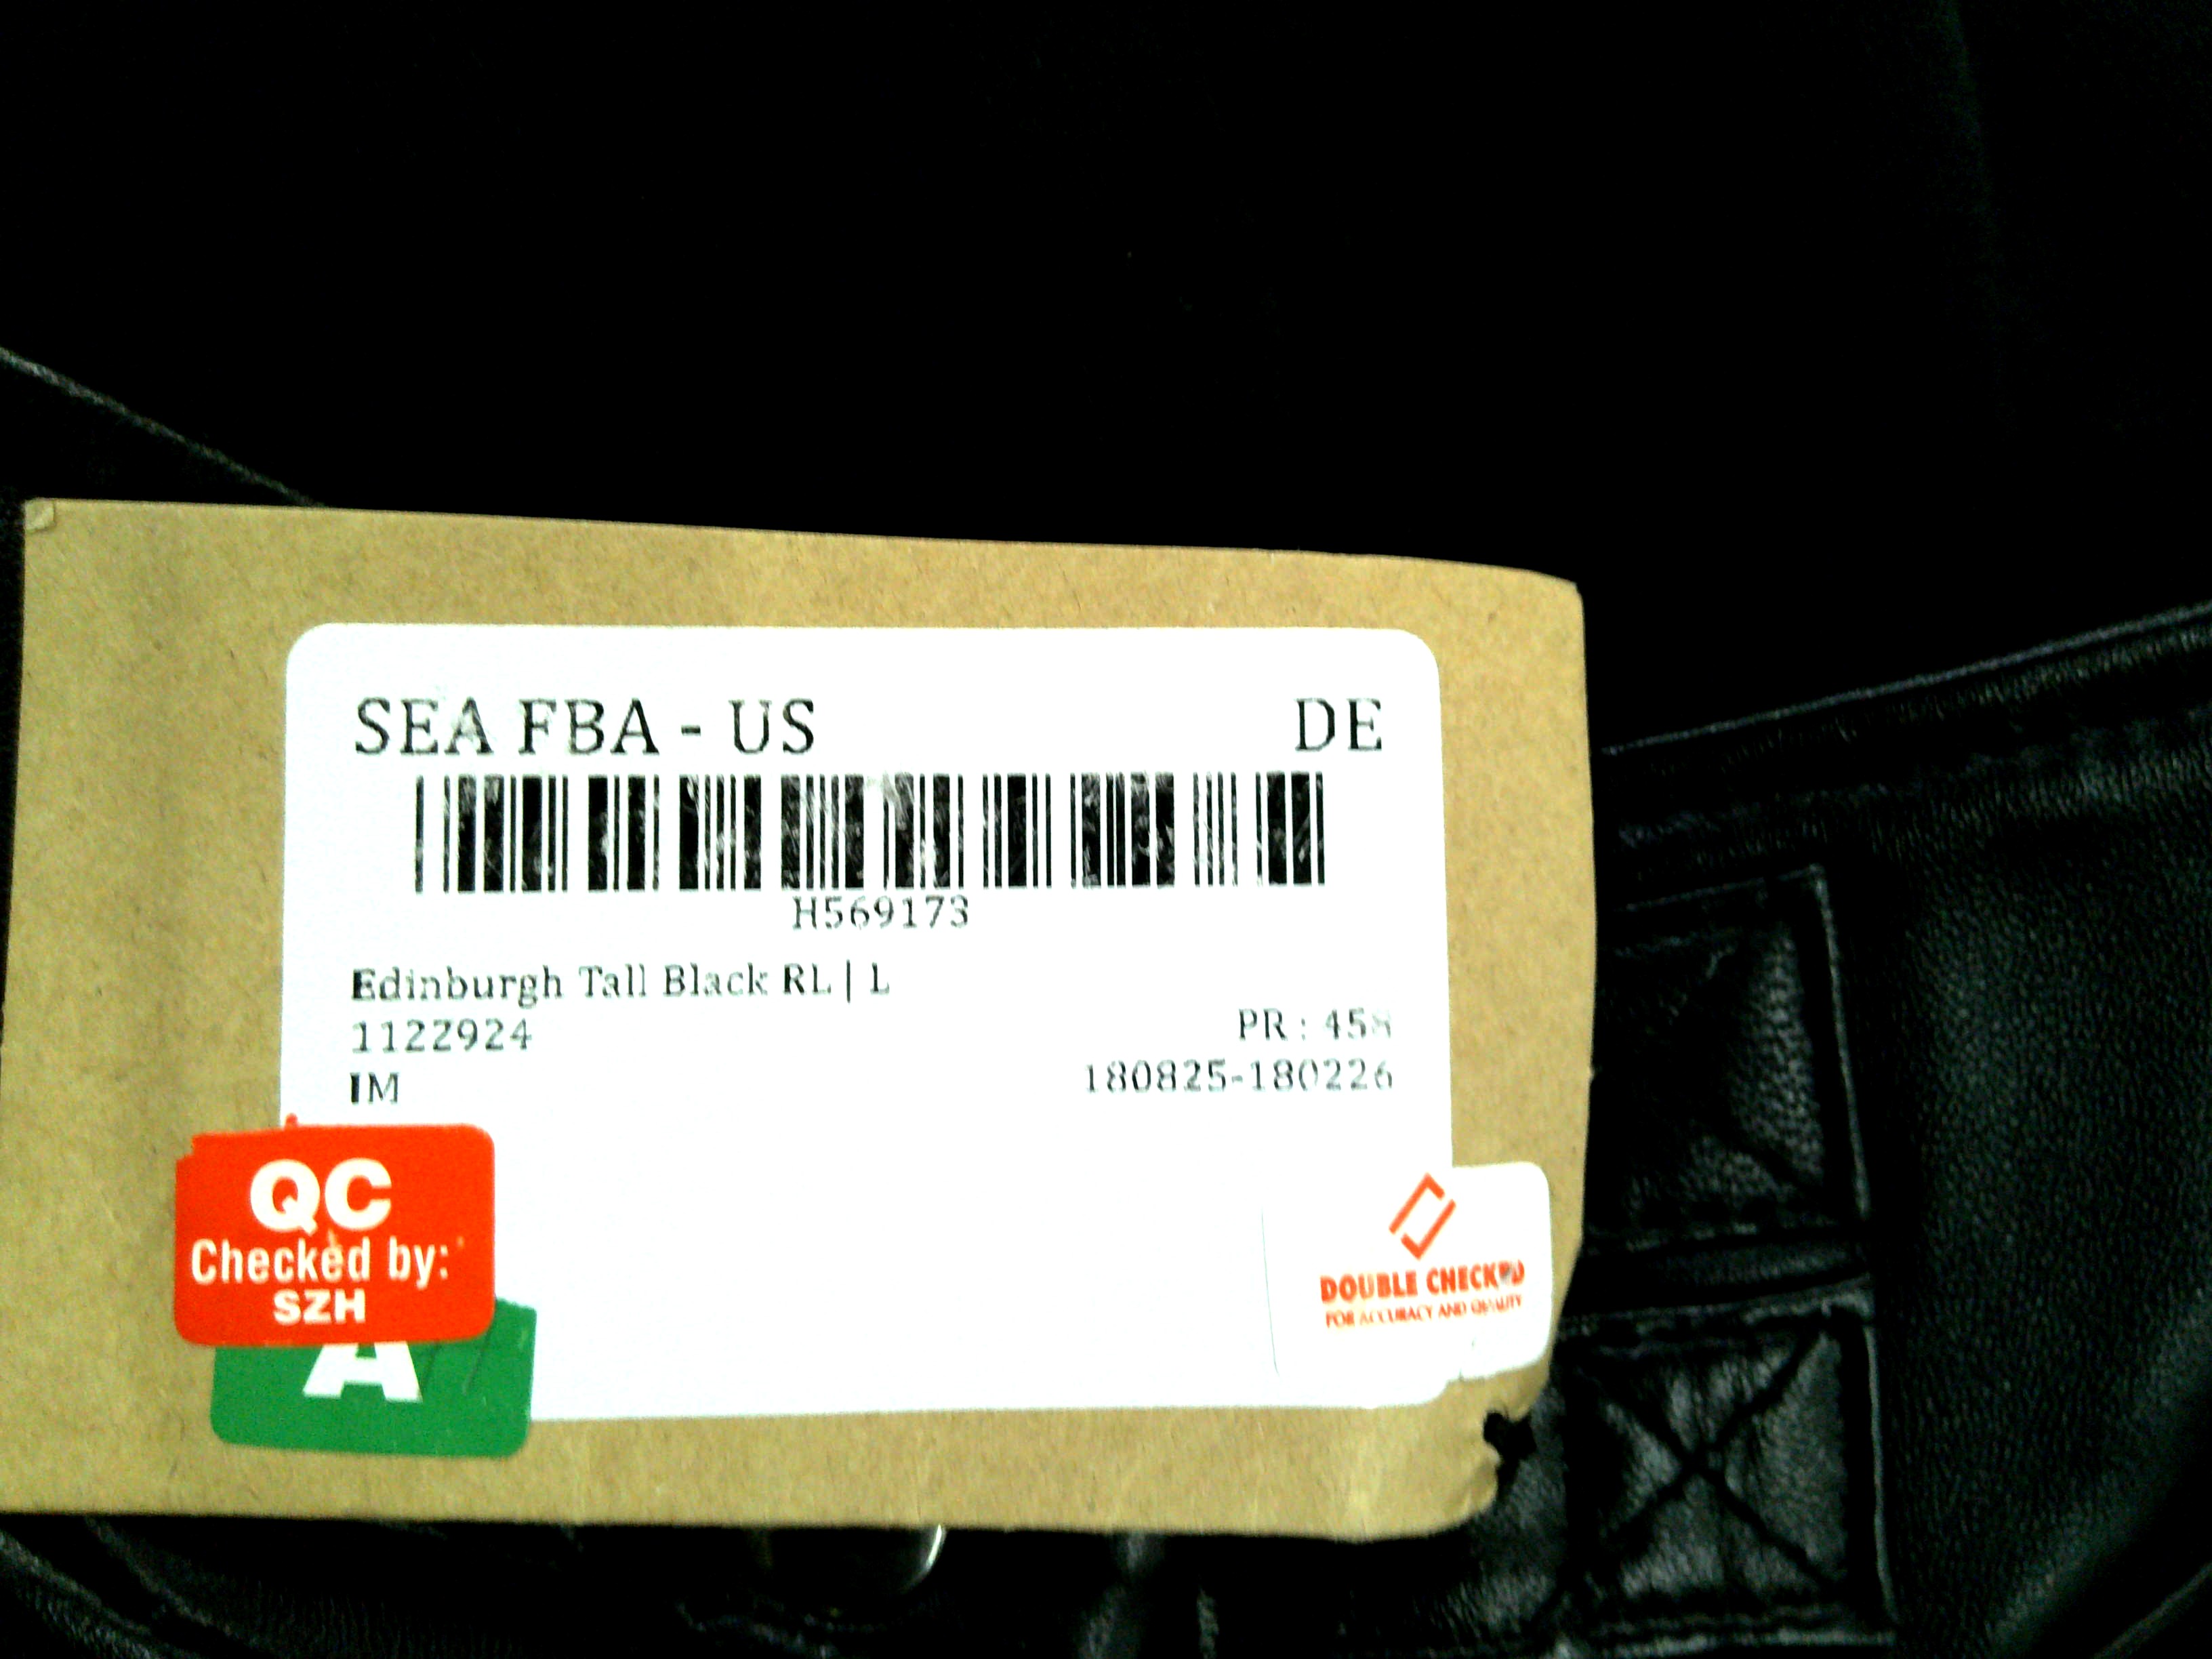 SEA FBA - US DE
H569173
Edinburgh Tall Black RL | L
1122924 PR : 458
IM 180825-180226
QC
Checked by:
SZH
A
DOUBLE CHECKED
FOR ACCURACY AND QUALITY